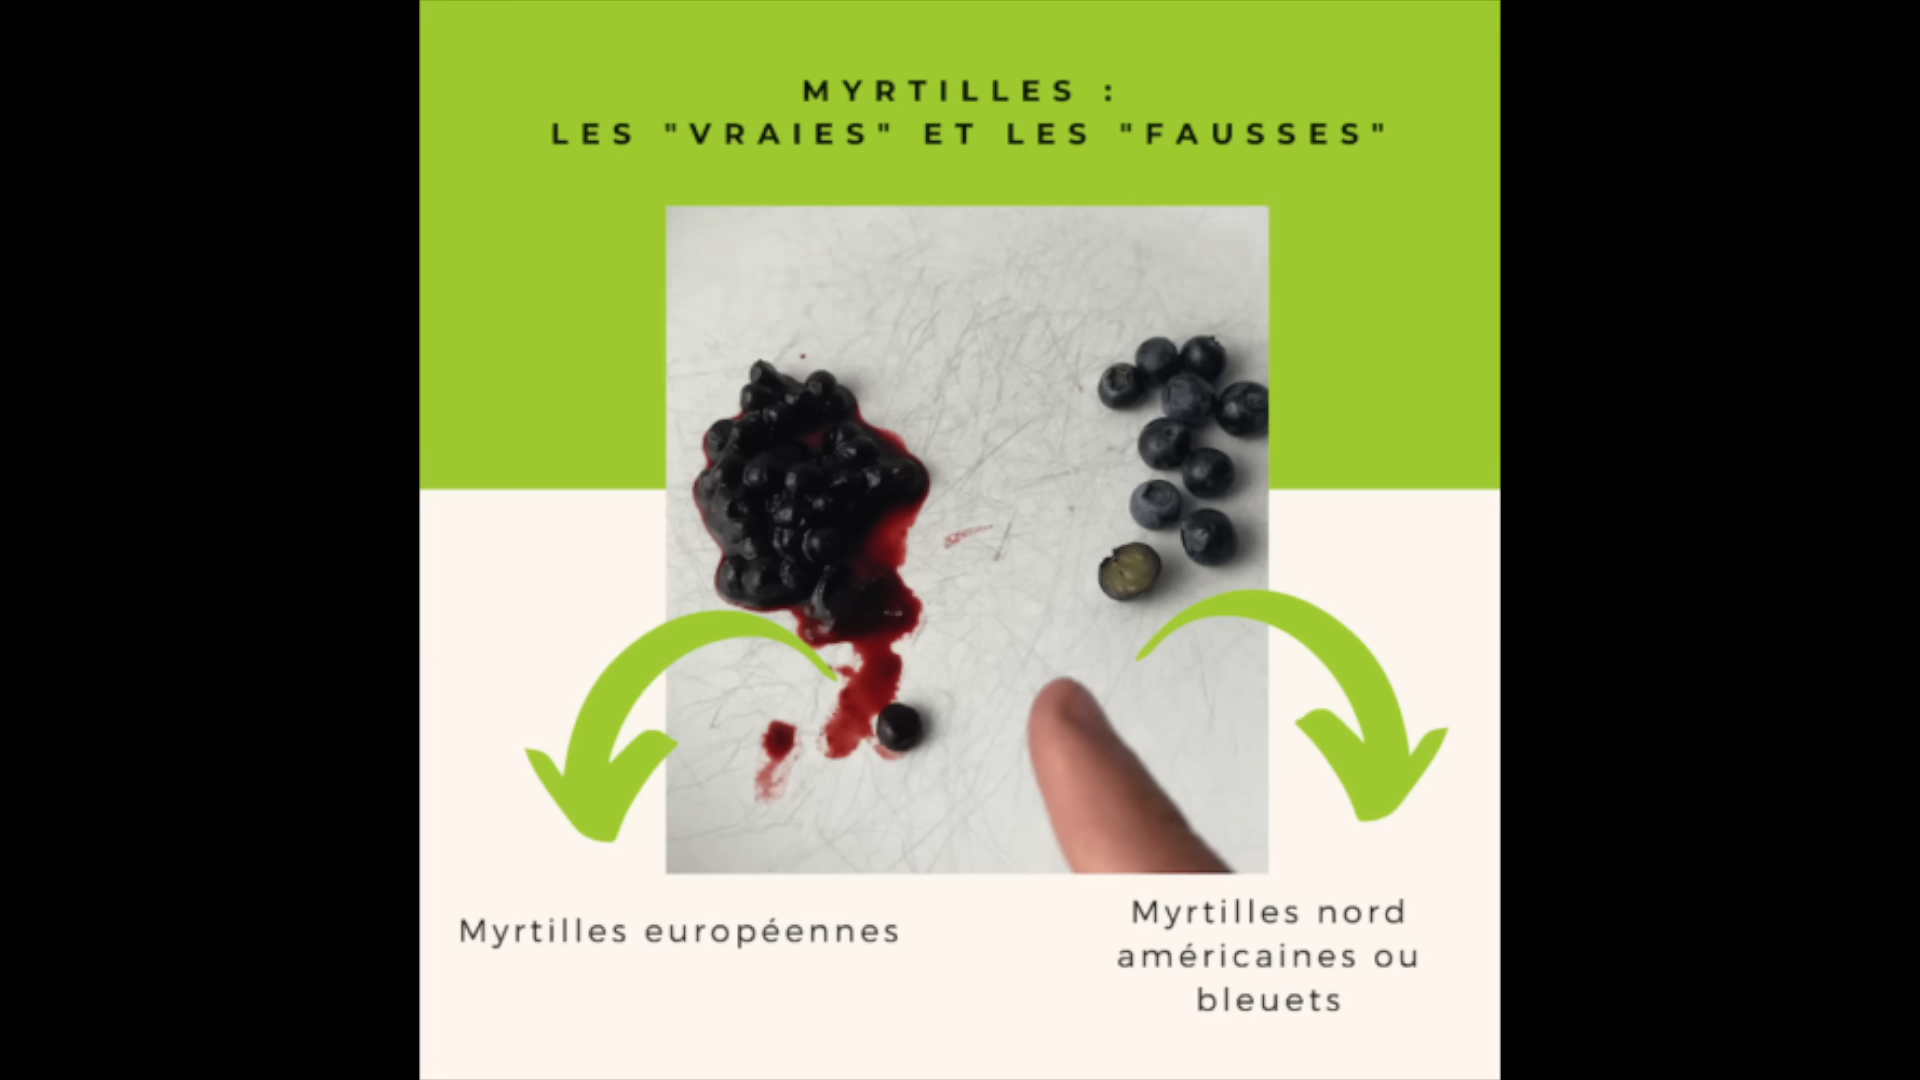 MYRTILLES :
LES "VRAIES" ET LES "FAUSSES"
Myrtilles européennes
Myrtilles nord
américaines ou
bleuets